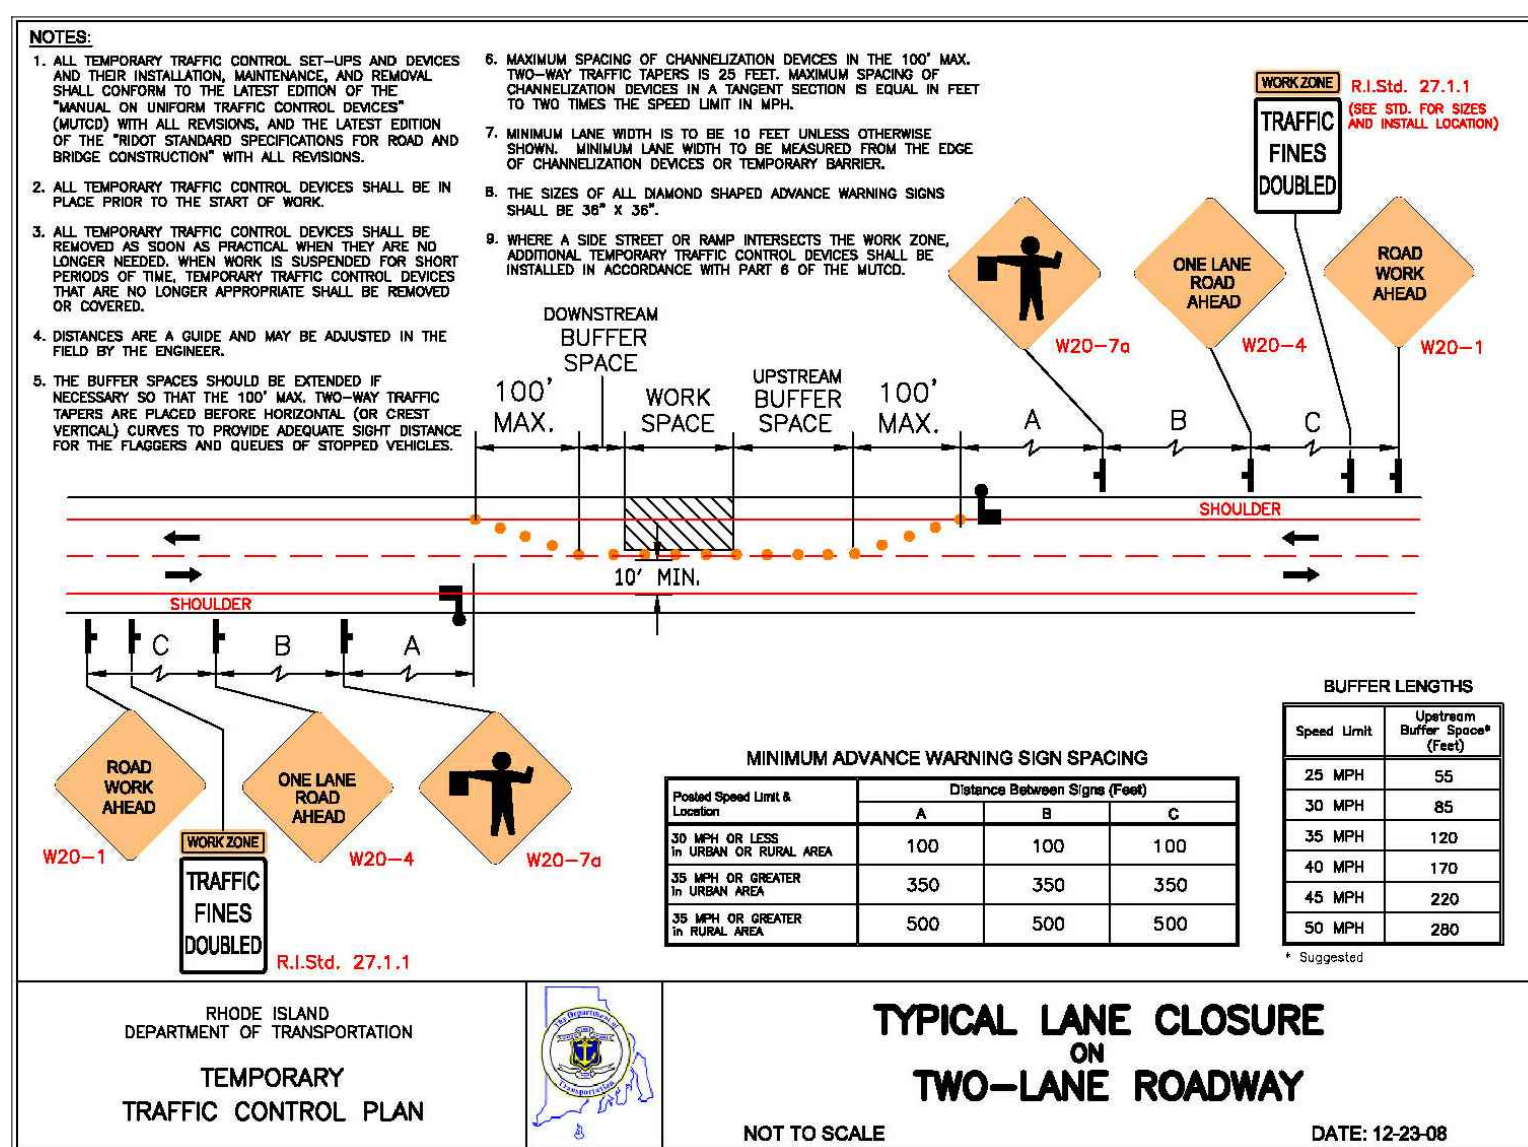 NOTES:
1. ALL TEMPORARY TRAFFIC CONTROL SET-UPS AND DEVICES
AND THEIR INSTALLATION, MAINTENANCE, AND REMOVAL
SHALL CONFORM TO THE LATEST EDITION OF THE
"MANUAL ON UNIFORM TRAFFIC CONTROL DEVICES"
(MUTCD) WITH ALL REVISIONS, AND THE LATEST EDITION
OF THE "RIDOT STANDARD SPECIFICATIONS FOR ROAD AND
BRIDGE CONSTRUCTION" WITH ALL REVISIONS.
2. ALL TEMPORARY TRAFFIC CONTROL DEVICES SHALL BE IN
PLACE PRIOR TO THE START OF WORK.
3. ALL TEMPORARY TRAFFIC CONTROL DEVICES SHALL BE
REMOVED AS SOON AS PRACTICAL WHEN THEY ARE NO
LONGER NEEDED. WHEN WORK IS SUSPENDED FOR SHORT
PERIODS OF TIME, TEMPORARY TRAFFIC CONTROL DEVICES
THAT ARE NO LONGER APPROPRIATE SHALL BE REMOVED
OR COVERED.
4. DISTANCES ARE A GUIDE AND MAY BE ADJUSTED IN THE
FIELD BY THE ENGINEER.
5. THE BUFFER SPACES SHOULD BE EXTENDED IF
NECESSARY SO THAT THE 100' MAX. TWO-WAY TRAFFIC
TAPERS ARE PLACED BEFORE HORIZONTAL (OR CREST
VERTICAL) CURVES TO PROVIDE ADEQUATE SIGHT DISTANCE
FOR THE FLAGGERS AND QUEUES OF STOPPED VEHICLES.
6. MAXIMUM SPACING OF CHANNELIZATION DEVICES IN THE 100' MAX.
TWO-WAY TRAFFIC TAPERS IS 25 FEET. MAXIMUM SPACING OF
CHANNELIZATION DEVICES IN A TANGENT SECTION IS EQUAL IN FEET
TO TWO TIMES THE SPEED LIMIT IN MPH.
7. MINIMUM LANE WIDTH IS TO BE 10 FEET UNLESS OTHERWISE
SHOWN. MINIMUM LANE WIDTH TO BE MEASURED FROM THE EDGE
OF CHANNELIZATION DEVICES OR TEMPORARY BARRIER.
8. THE SIZES OF ALL DIAMOND SHAPED ADVANCE WARNING SIGNS
SHALL BE 36" X 36".
9. WHERE A SIDE STREET OR RAMP INTERSECTS THE WORK ZONE,
ADDITIONAL TEMPORARY TRAFFIC CONTROL DEVICES SHALL BE
INSTALLED IN ACCORDANCE WITH PART 6 OF THE MUTCD.
WORK ZONE
TRAFFIC
FINES
DOUBLED
R.I.Std. 27.1.1
(SEE STD. FOR SIZES
AND INSTALL LOCATION)
W20-7a
ONE LANE
ROAD
AHEAD
W20-4
ROAD
WORK
AHEAD
W20-1
100'
MAX.
DOWNSTREAM
BUFFER
SPACE
WORK
SPACE
UPSTREAM
BUFFER
SPACE
100'
MAX.
A
B
C
SHOULDER
10' MIN.
SHOULDER
C
B
A
ROAD
WORK
AHEAD
W20-1
WORK ZONE
TRAFFIC
FINES
DOUBLED
R.I.Std. 27.1.1
ONE LANE
ROAD
AHEAD
W20-4
W20-7a
MINIMUM ADVANCE WARNING SIGN SPACING
Posted Speed Limit &
Location
Distance Between Signs (Feet)
A B C
30 MPH OR LESS
in URBAN OR RURAL AREA
100 100 100
35 MPH OR GREATER
in URBAN AREA
350 350 350
35 MPH OR GREATER
in RURAL AREA
500 500 500
BUFFER LENGTHS
Speed Limit
Upstream
Buffer Space*
(Feet)
25 MPH 55
30 MPH 85
35 MPH 120
40 MPH 170
45 MPH 220
50 MPH 280
* Suggested
RHODE ISLAND
DEPARTMENT OF TRANSPORTATION
TEMPORARY
TRAFFIC CONTROL PLAN
The Department of
Transportation
TYPICAL LANE CLOSURE
ON
TWO-LANE ROADWAY
NOT TO SCALE
DATE: 12-23-08